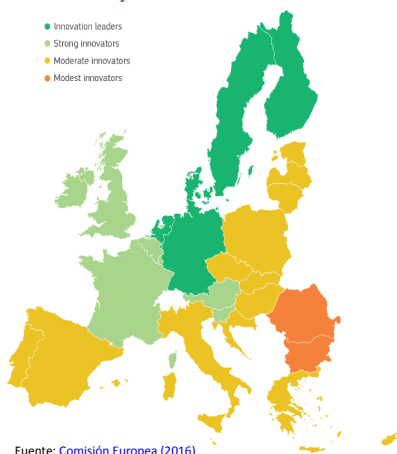 Innovation leaders
Strong innovators
Moderate innovators
Modest innovators
Fuente: Comisión Europea (2016)